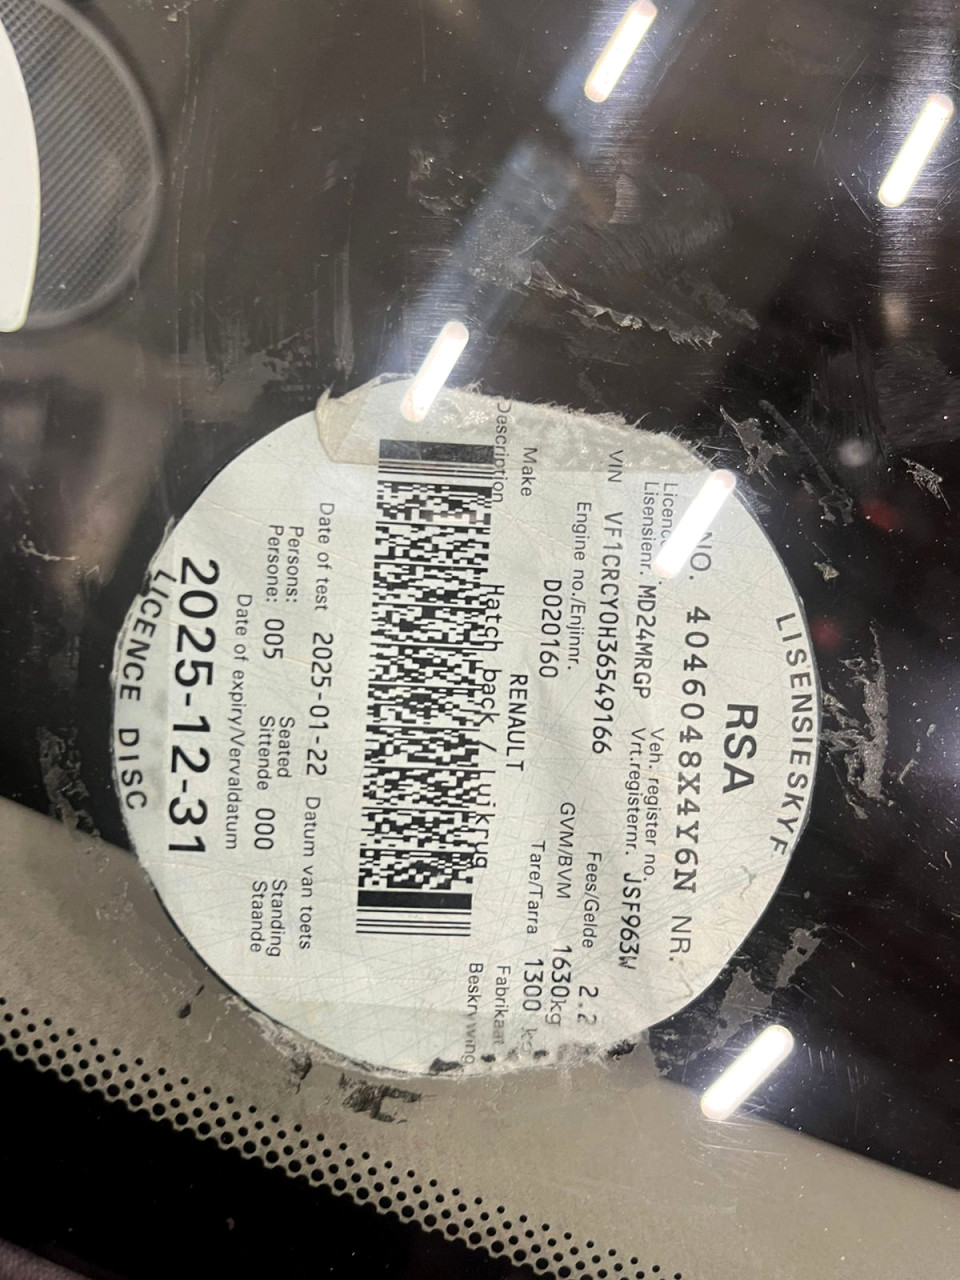 LISENSIESKYF
RSA
NO. 4046048X4Y6N NR.
Veh. register no.
Lisensienr. MD24MRGP Vrt.registernr. JSF963W
VIN VF1CRCY0H36549166 Fees/Gelde 2.2
Engine no./Enjinnr. GVM/BVM 1630kg
D020160 Tare/Tarra 1300
Make RENAULT Fabrikaat
Description Hatch back / Luikrug Beskrywing
Date of test 2025-01-22 Datum van toets
Persons: Seated Standing
Persone: 005 Sittende 000 Staande
Date of expiry/Vervaldatum
2025-12-31
LICENCE DISC